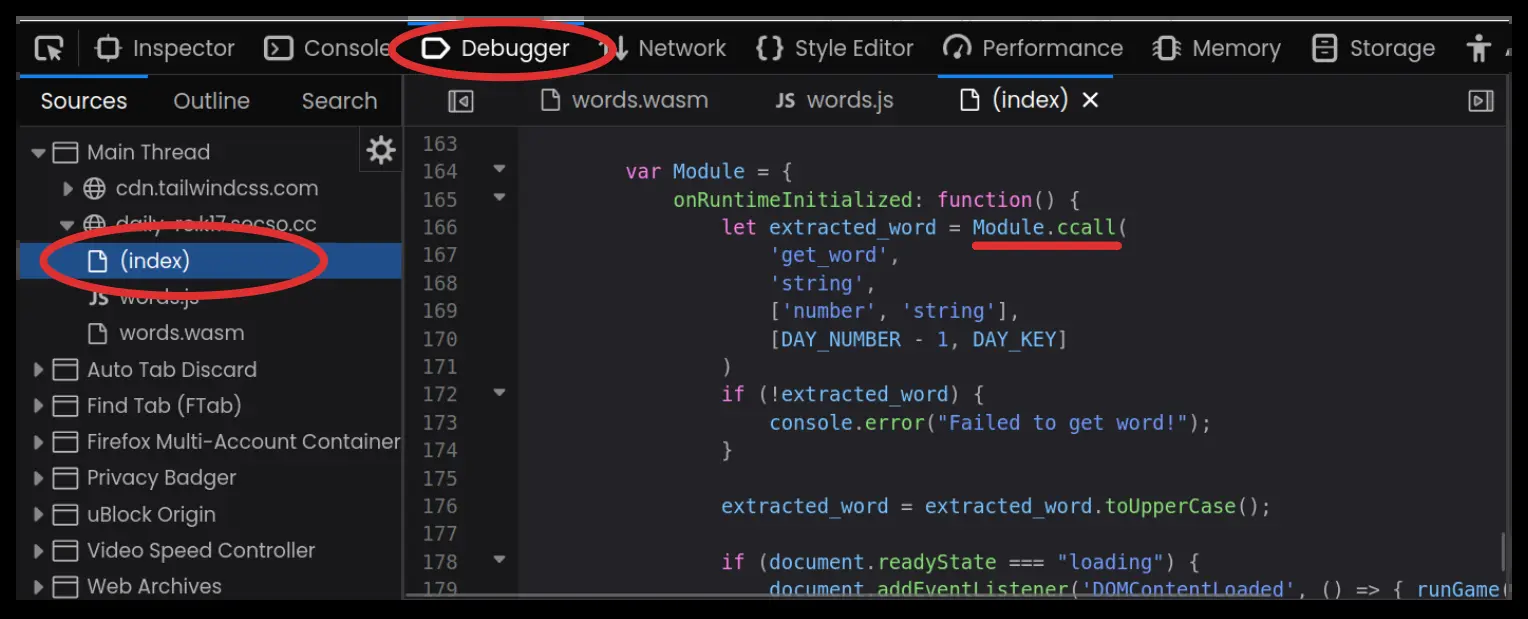 Inspector Console Debugger Network Style Editor Performance Memory Storage
Sources Outline Search words.wasm JS words.js (index)
Main Thread
cdn.tailwindcss.com
(index)
JS words.js
words.wasm
Auto Tab Discard
Find Tab (FTab)
Firefox Multi-Account Container
Privacy Badger
uBlock Origin
Video Speed Controller
Web Archives
163
164 var Module = {
165 onRuntimeInitialized: function() {
166 let extracted_word = Module.ccall(
167 'get_word',
168 'string',
169 ['number', 'string'],
170 [DAY_NUMBER - 1, DAY_KEY]
171 )
172 if (!extracted_word) {
173 console.error("Failed to get word!");
174 }
175
176 extracted_word = extracted_word.toUpperCase();
177
178 if (document.readyState === "loading") {
179 document.addEventListener('DOMContentLoaded', () => { runGame(